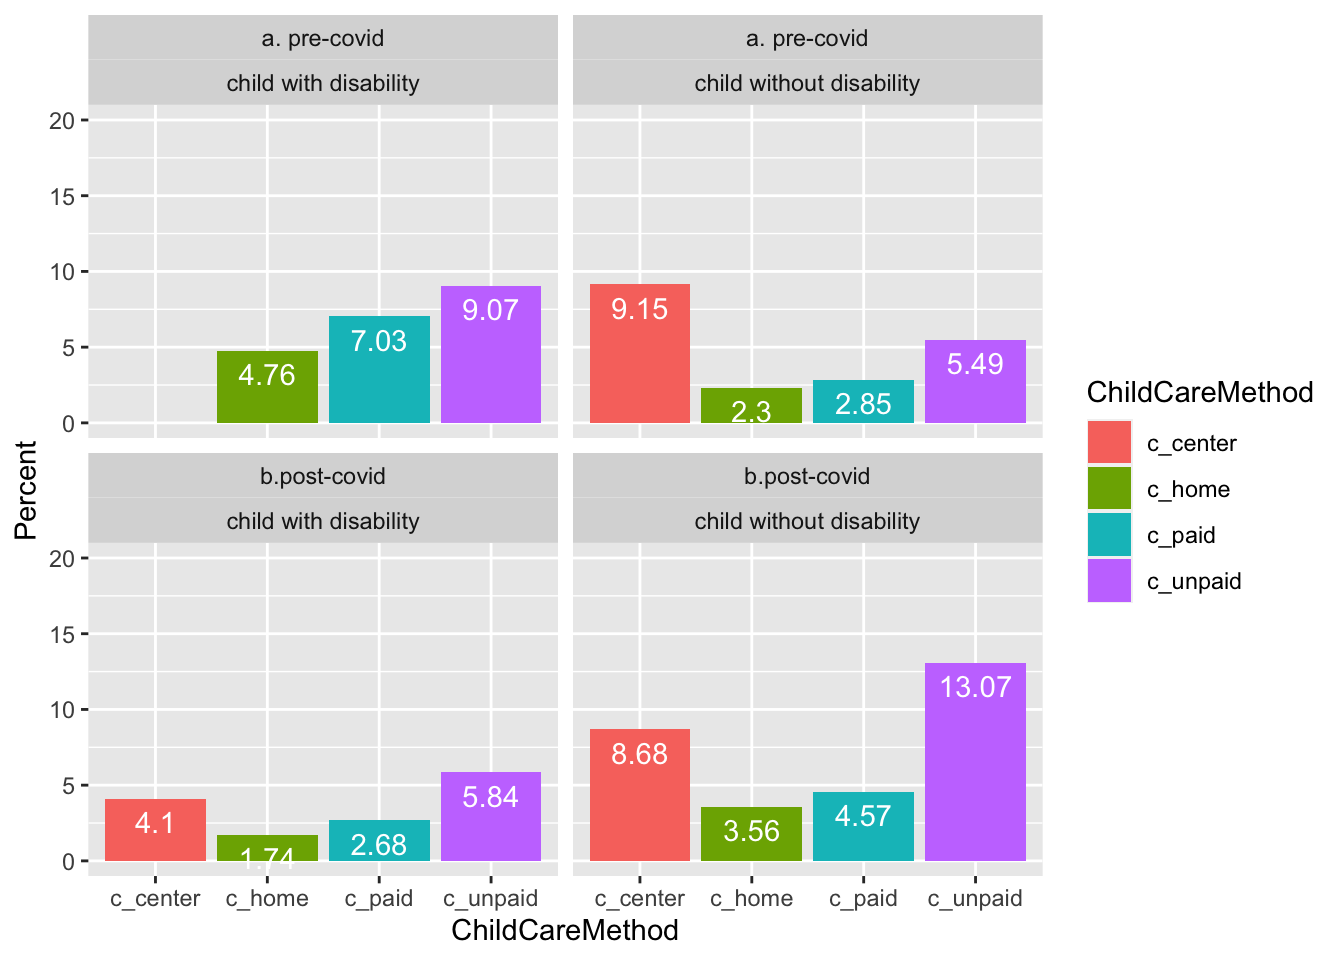 a. pre-covid
child with disability
a. pre-covid
child without disability
20
15
10
5
0
4.76
7.03
9.07
9.15
2.3
2.85
5.49
b.post-covid
child with disability
b.post-covid
child without disability
20
15
10
5
0
4.1
1.74
2.68
5.84
8.68
3.56
4.57
13.07
c_center c_home c_paid c_unpaid
c_center c_home c_paid c_unpaid
ChildCareMethod
Percent
ChildCareMethod
c_center
c_home
c_paid
c_unpaid